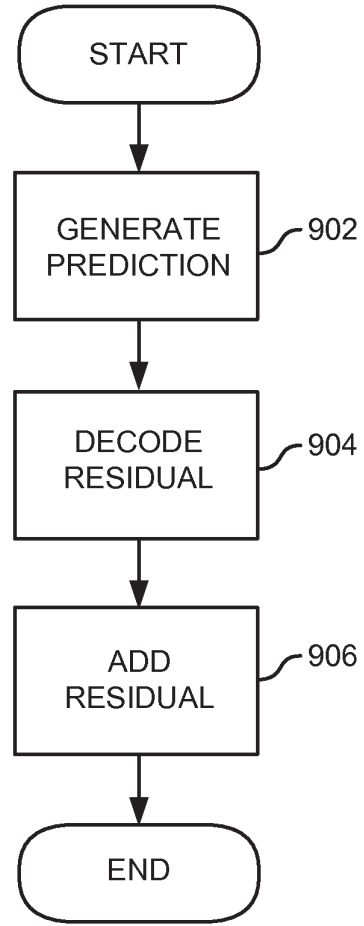 START
GENERATE
PREDICTION
902
DECODE
RESIDUAL
904
ADD
RESIDUAL
906
END